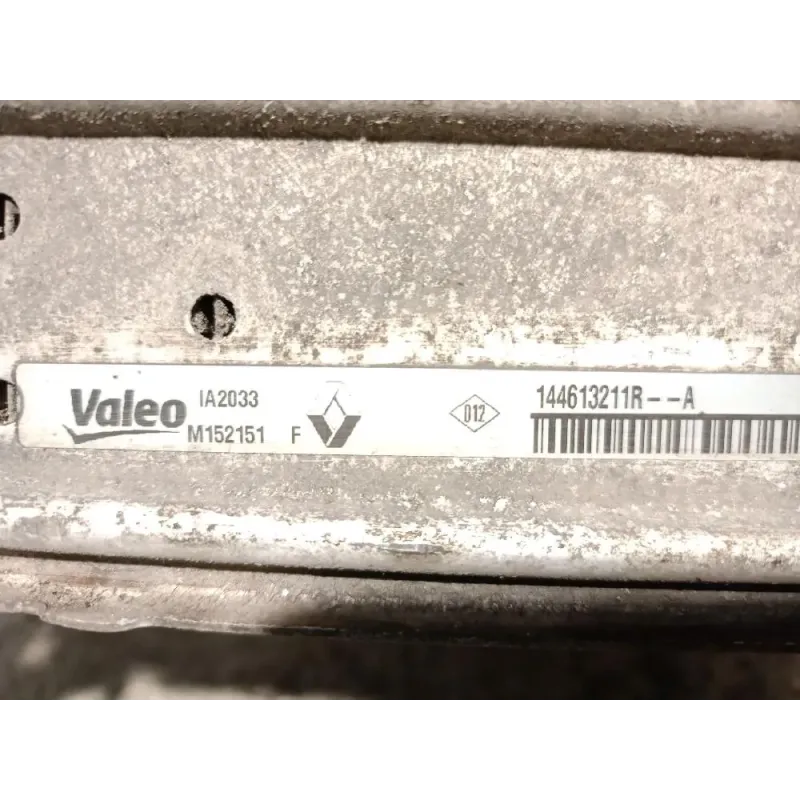 Valeo IA2033
M152151 F
012
144613211R--A